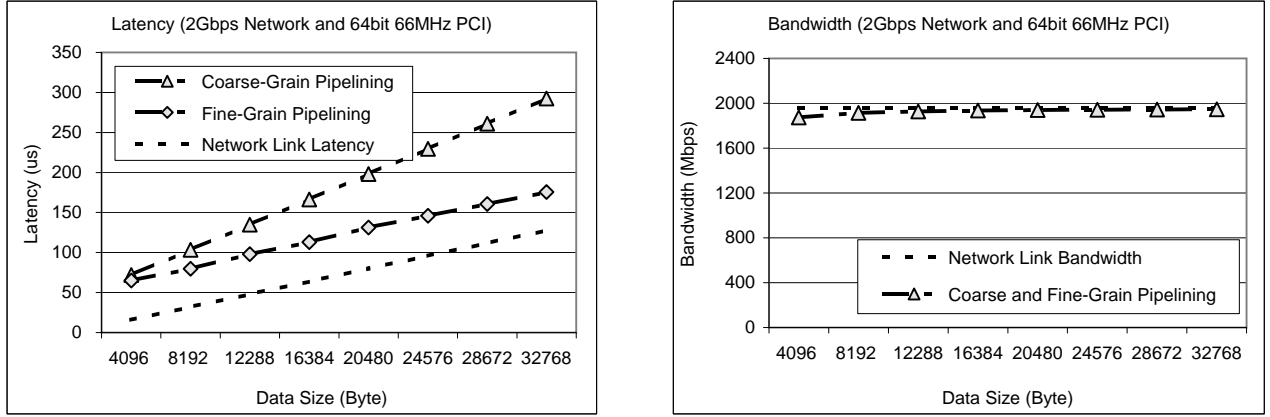 Latency (2Gbps Network and 64bit 66MHz PCI)
350
300
250
200
150
100
50
0
Latency (us)
Coarse-Grain Pipelining
Fine-Grain Pipelining
Network Link Latency
4096 8192 12288 16384 20480 24576 28672 32768
Data Size (Byte)
Bandwidth (2Gbps Network and 64bit 66MHz PCI)
2400
2000
1600
1200
800
400
0
Bandwidth (Mbps)
Network Link Bandwidth
Coarse and Fine-Grain Pipelining
4096 8192 12288 16384 20480 24576 28672 32768
Data Size (Byte)